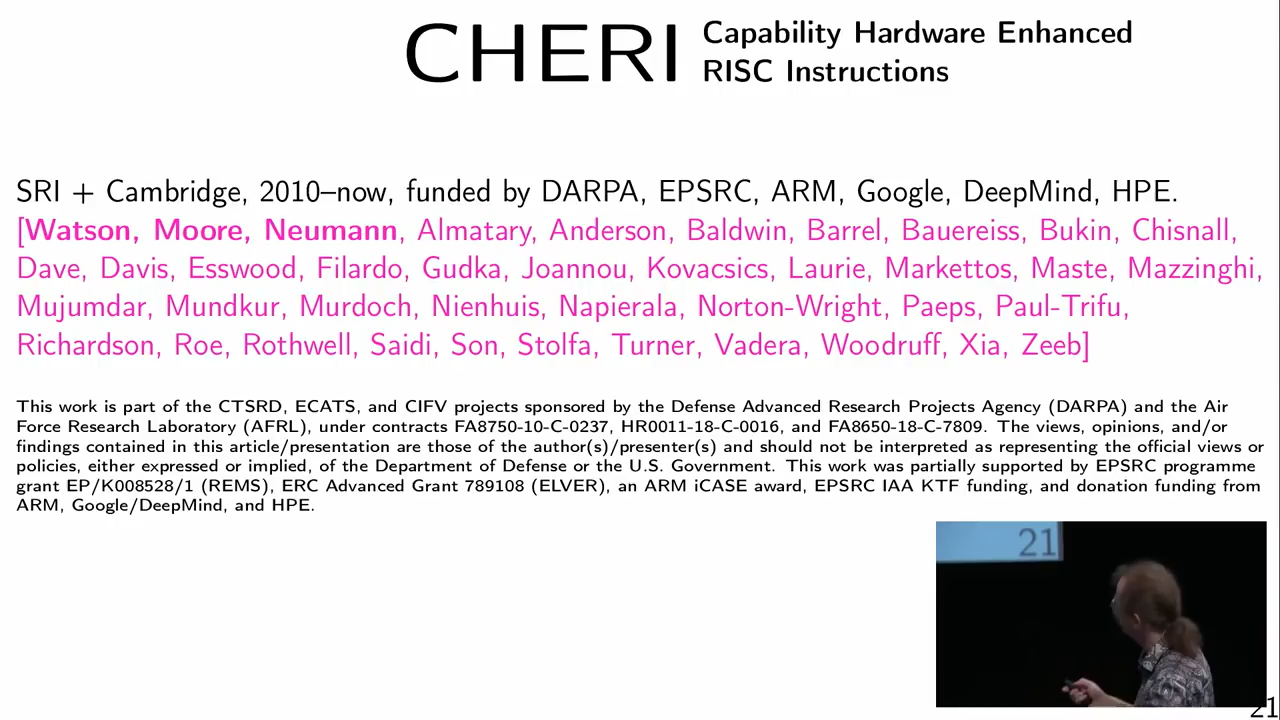 CHERI Capability Hardware Enhanced
RISC Instructions
SRI + Cambridge, 2010–now, funded by DARPA, EPSRC, ARM, Google, DeepMind, HPE.
[Watson, Moore, Neumann, Almatary, Anderson, Baldwin, Barrel, Bauereiss, Bukin, Chisnall,
Dave, Davis, Esswood, Filardo, Gudka, Joannou, Kovacsics, Laurie, Markettos, Maste, Mazzinghi,
Mujumdar, Mundkur, Murdoch, Nienhuis, Napierala, Norton-Wright, Paeps, Paul-Trifu,
Richardson, Roe, Rothwell, Saidi, Son, Stolfa, Turner, Vadera, Woodruff, Xia, Zeeb]
This work is part of the CTSRD, ECATS, and CIFV projects sponsored by the Defense Advanced Research Projects Agency (DARPA) and the Air
Force Research Laboratory (AFRL), under contracts FA8750-10-C-0237, HR0011-18-C-0016, and FA8650-18-C-7809. The views, opinions, and/or
findings contained in this article/presentation are those of the author(s)/presenter(s) and should not be interpreted as representing the official views or
policies, either expressed or implied, of the Department of Defense or the U.S. Government. This work was partially supported by EPSRC programme
grant EP/K008528/1 (REMS), ERC Advanced Grant 789108 (ELVER), an ARM iCASE award, EPSRC IAA KTF funding, and donation funding from
ARM, Google/DeepMind, and HPE.
21
21